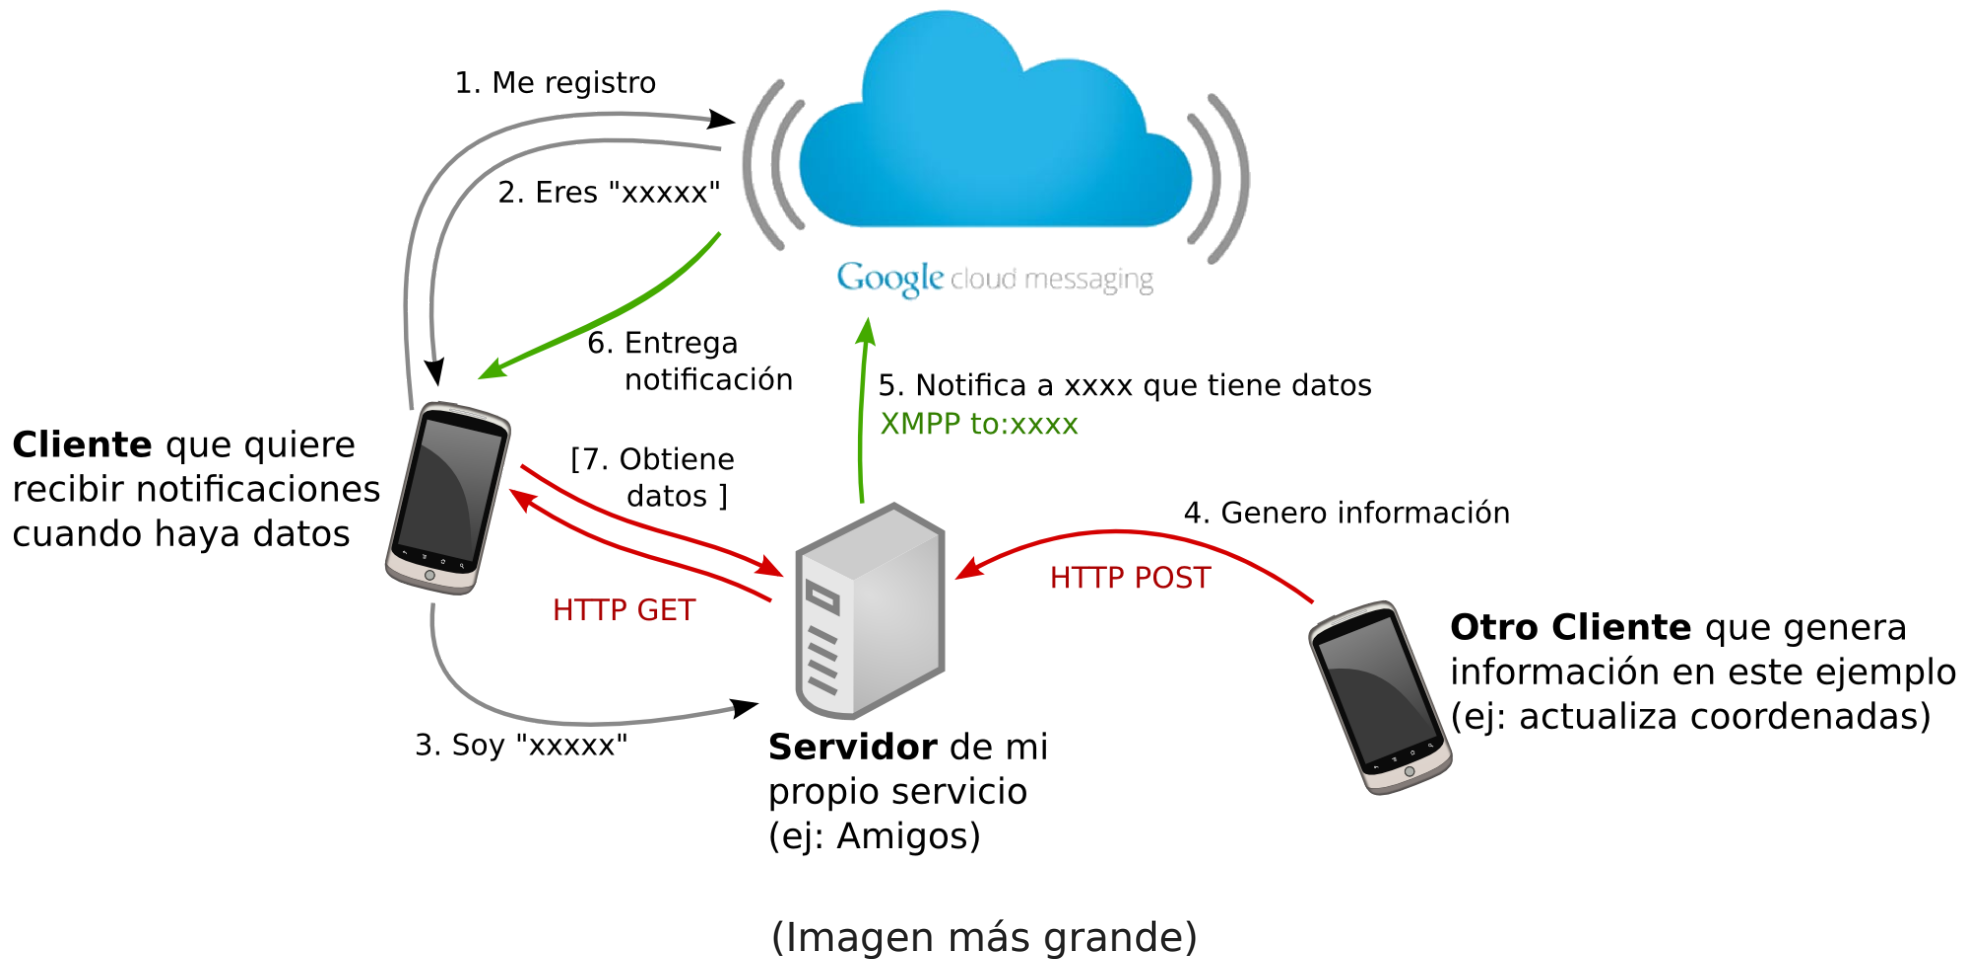 1. Me registro
2. Eres "xxxxx"
Google cloud messaging
6. Entrega
notificación
5. Notifica a xxxx que tiene datos
XMPP to:xxxx
Cliente que quiere
recibir notificaciones
cuando haya datos
[7. Obtiene
datos ]
HTTP GET
4. Genero información
HTTP POST
Otro Cliente que genera
información en este ejemplo
(ej: actualiza coordenadas)
3. Soy "xxxxx"
Servidor de mi
propio servicio
(ej: Amigos)
(Imagen más grande)